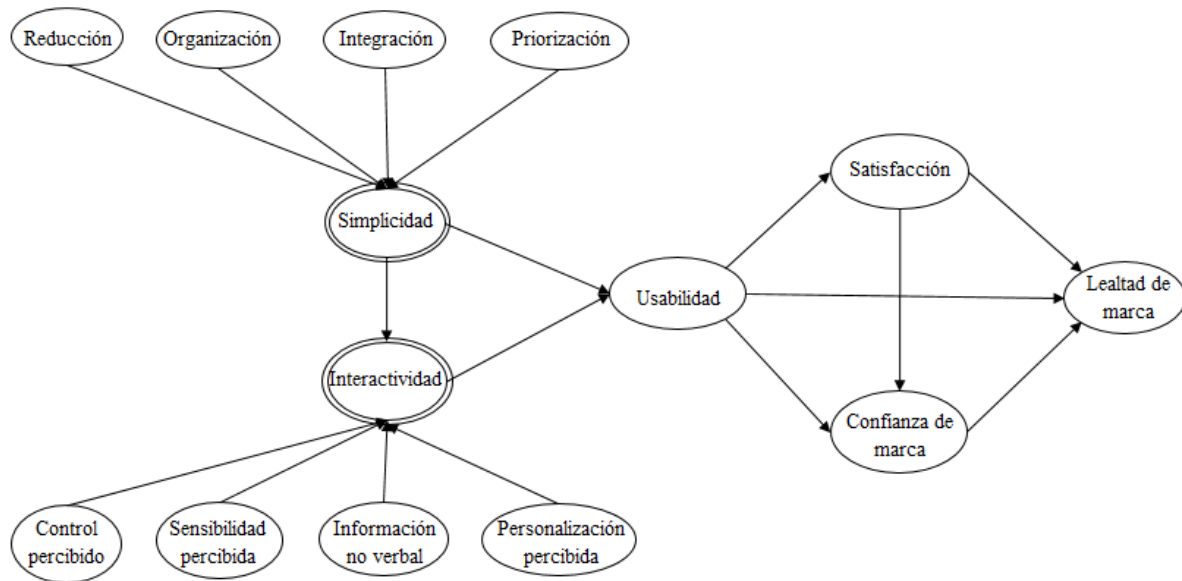 Reducción
Organización
Integración
Priorización
Simplicidad
Satisfacción
Usabilidad
Lealtad de
marca
Interactividad
Confianza de
marca
Control
percibido
Sensibilidad
percibida
Información
no verbal
Personalización
percibida